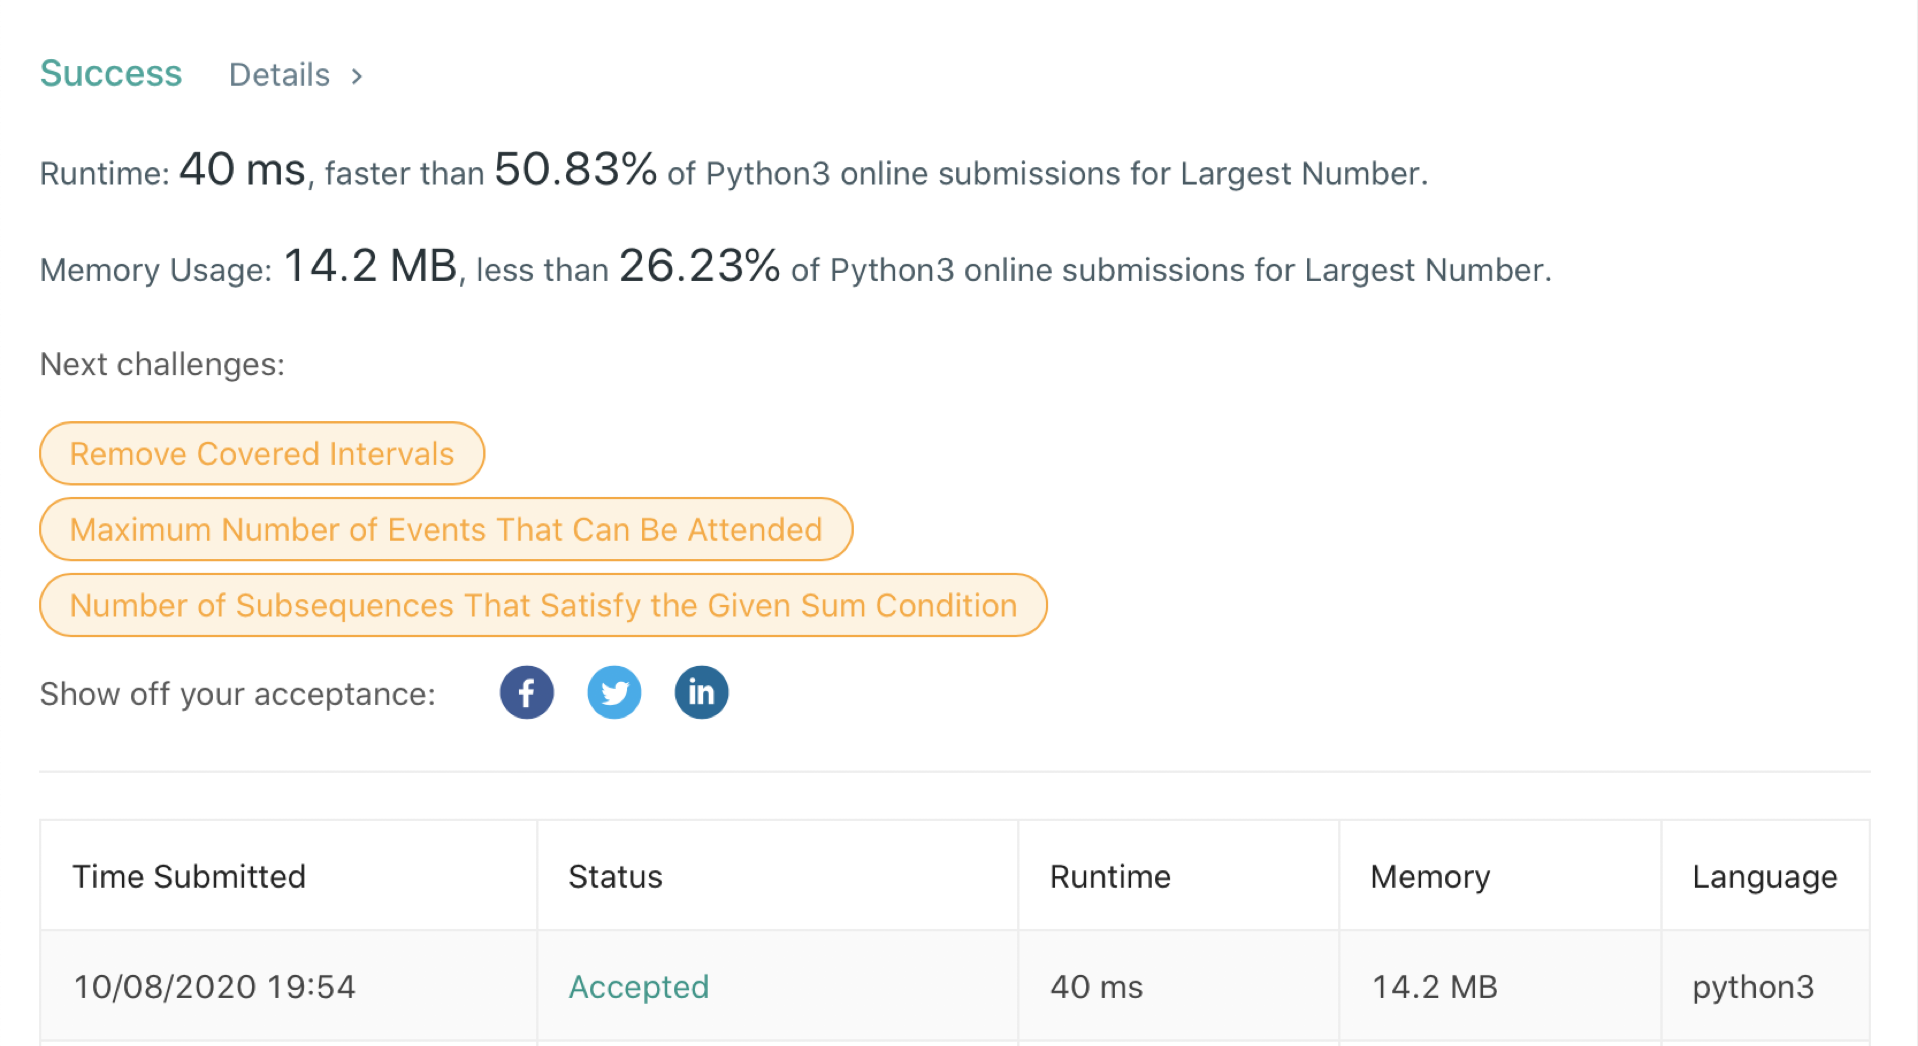 Success Details >
Runtime: 40 ms, faster than 50.83% of Python3 online submissions for Largest Number.
Memory Usage: 14.2 MB, less than 26.23% of Python3 online submissions for Largest Number.
Next challenges:
Remove Covered Intervals
Maximum Number of Events That Can Be Attended
Number of Subsequences That Satisfy the Given Sum Condition
Show off your acceptance: f in
Time Submitted Status Runtime Memory Language
10/08/2020 19:54 Accepted 40 ms 14.2 MB python3